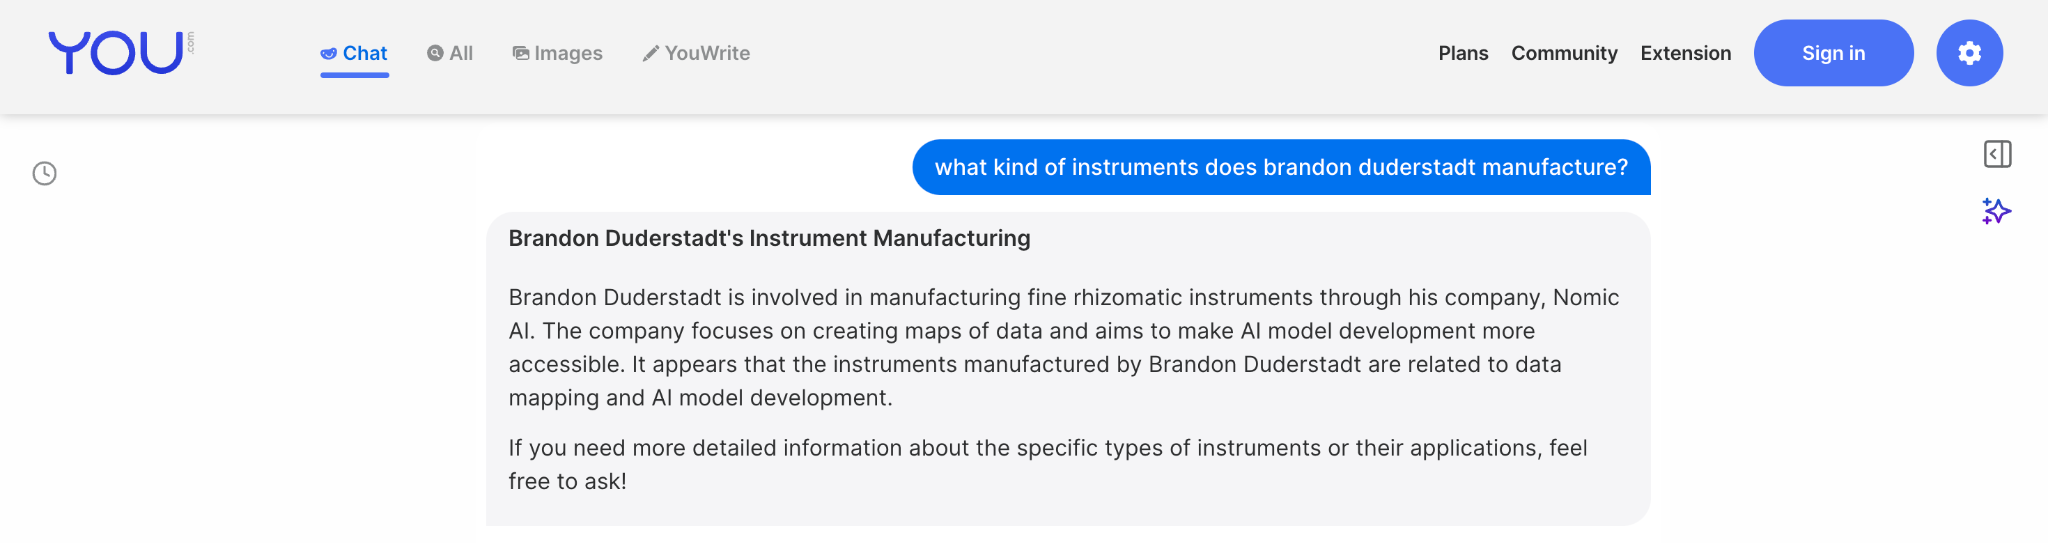 YOU.com
Chat
All
Images
YouWrite
Plans
Community
Extension
Sign in
what kind of instruments does brandon duderstadt manufacture?
Brandon Duderstadt's Instrument Manufacturing
Brandon Duderstadt is involved in manufacturing fine rhizomatic instruments through his company, Nomic
AI. The company focuses on creating maps of data and aims to make AI model development more
accessible. It appears that the instruments manufactured by Brandon Duderstadt are related to data
mapping and AI model development.
If you need more detailed information about the specific types of instruments or their applications, feel
free to ask!